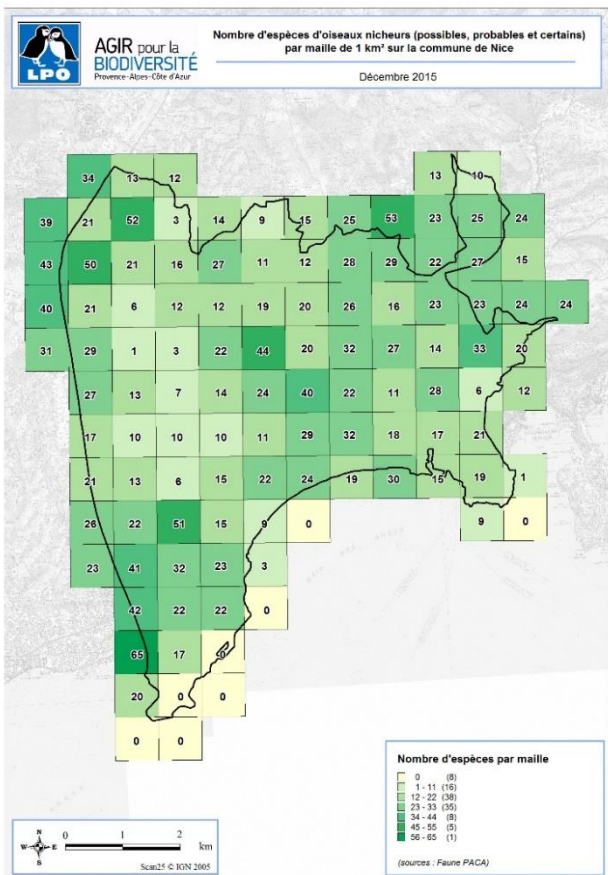 Nombre d'espèces d'oiseaux nicheurs (possibles, probables et certains)
par maille de 1 km² sur la commune de Nice
Décembre 2015
LPO
AGIR pour la
BIODIVERSITÉ
Provence-Alpes-Côte d'Azur
34 13 12 13 10
39 21 52 3 14 9 15 25 53 23 25 24
43 50 21 16 27 11 12 28 29 22 27 15
40 21 6 12 12 19 20 26 16 23 23 24 24
31 29 1 3 22 44 20 32 27 14 33 20
27 13 7 14 24 40 22 11 28 6 12
17 10 10 10 11 29 32 18 17 21
21 13 6 15 22 24 19 30 15 19 1
26 22 51 15 9 0 9 0
23 41 32 23 3
42 22 22 0
65 17 0
20 0 0
0 0
Nombre d'espèces par maille
0 (8)
1 - 11 (16)
12 - 22 (38)
23 - 33 (35)
34 - 44 (8)
45 - 55 (5)
56 - 65 (1)
(sources : Faune PACA)
N
W E
S
0 1 2
km
Scan25 © IGN 2005